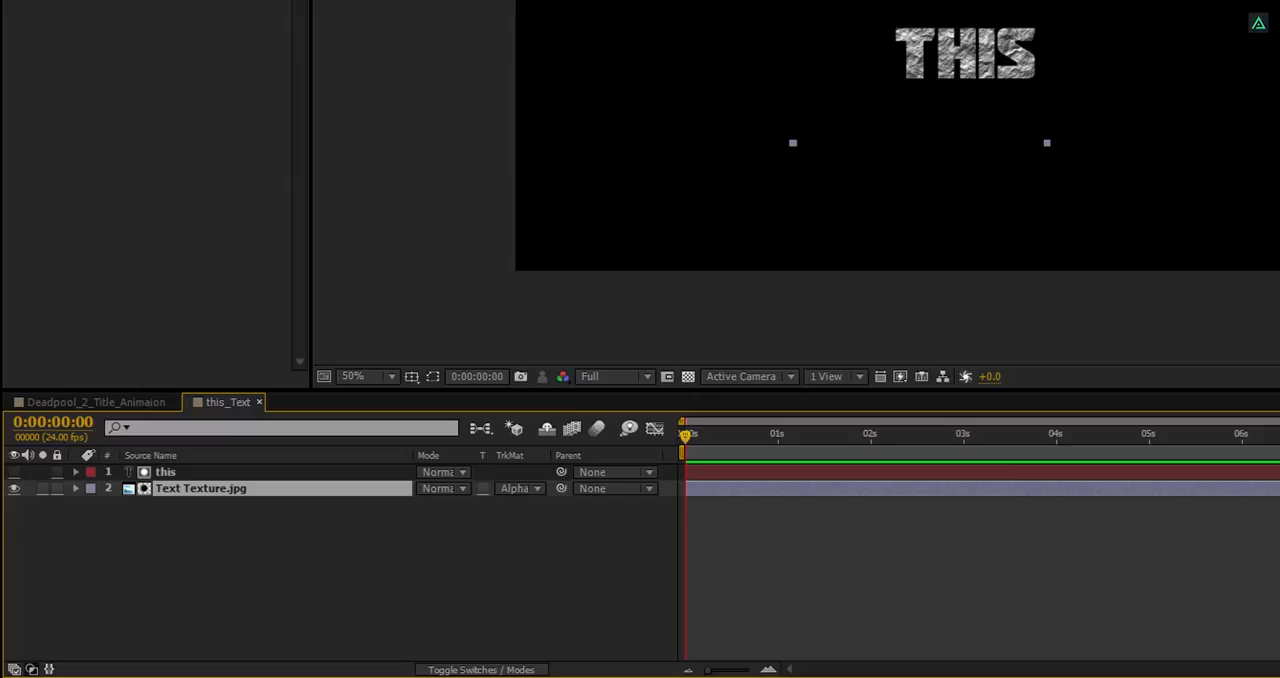 THIS
50%
0:00:00:00
Full
Active Camera
1 View
+0.0
Deadpool_2_Title_Animaion
this_Text ×
0:00:00:00
00000 (24.00 fps)
01s 02s 03s 04s 05s 06s
# Source Name Mode T TrkMat Parent
1 this Norma None
2 Text Texture.jpg Norma Alpha None
Toggle Switches / Modes